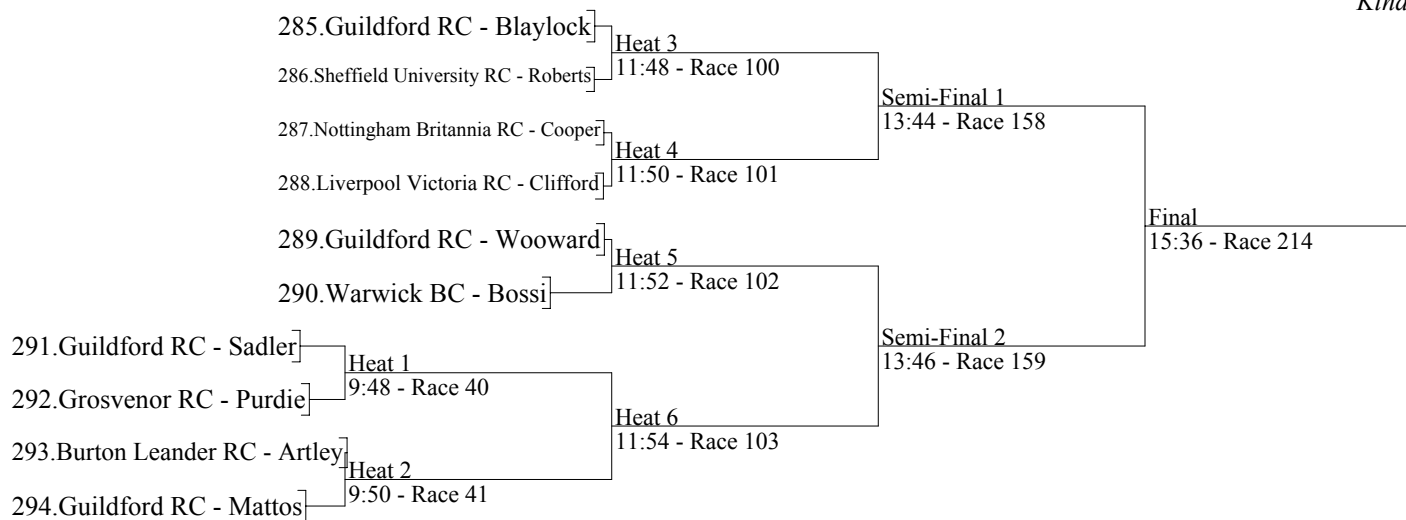 Kind
285.Guildford RC - Blaylock
Heat 3
286.Sheffield University RC - Roberts
11:48 - Race 100
Semi-Final 1
287.Nottingham Britannia RC - Cooper
13:44 - Race 158
Heat 4
288.Liverpool Victoria RC - Clifford
11:50 - Race 101
Final
289.Guildford RC - Wooward
15:36 - Race 214
Heat 5
290.Warwick BC - Bossi
11:52 - Race 102
291.Guildford RC - Sadler
Semi-Final 2
Heat 1
13:46 - Race 159
292.Grosvenor RC - Purdie
9:48 - Race 40
Heat 6
293.Burton Leander RC - Artley
11:54 - Race 103
Heat 2
294.Guildford RC - Mattos
9:50 - Race 41